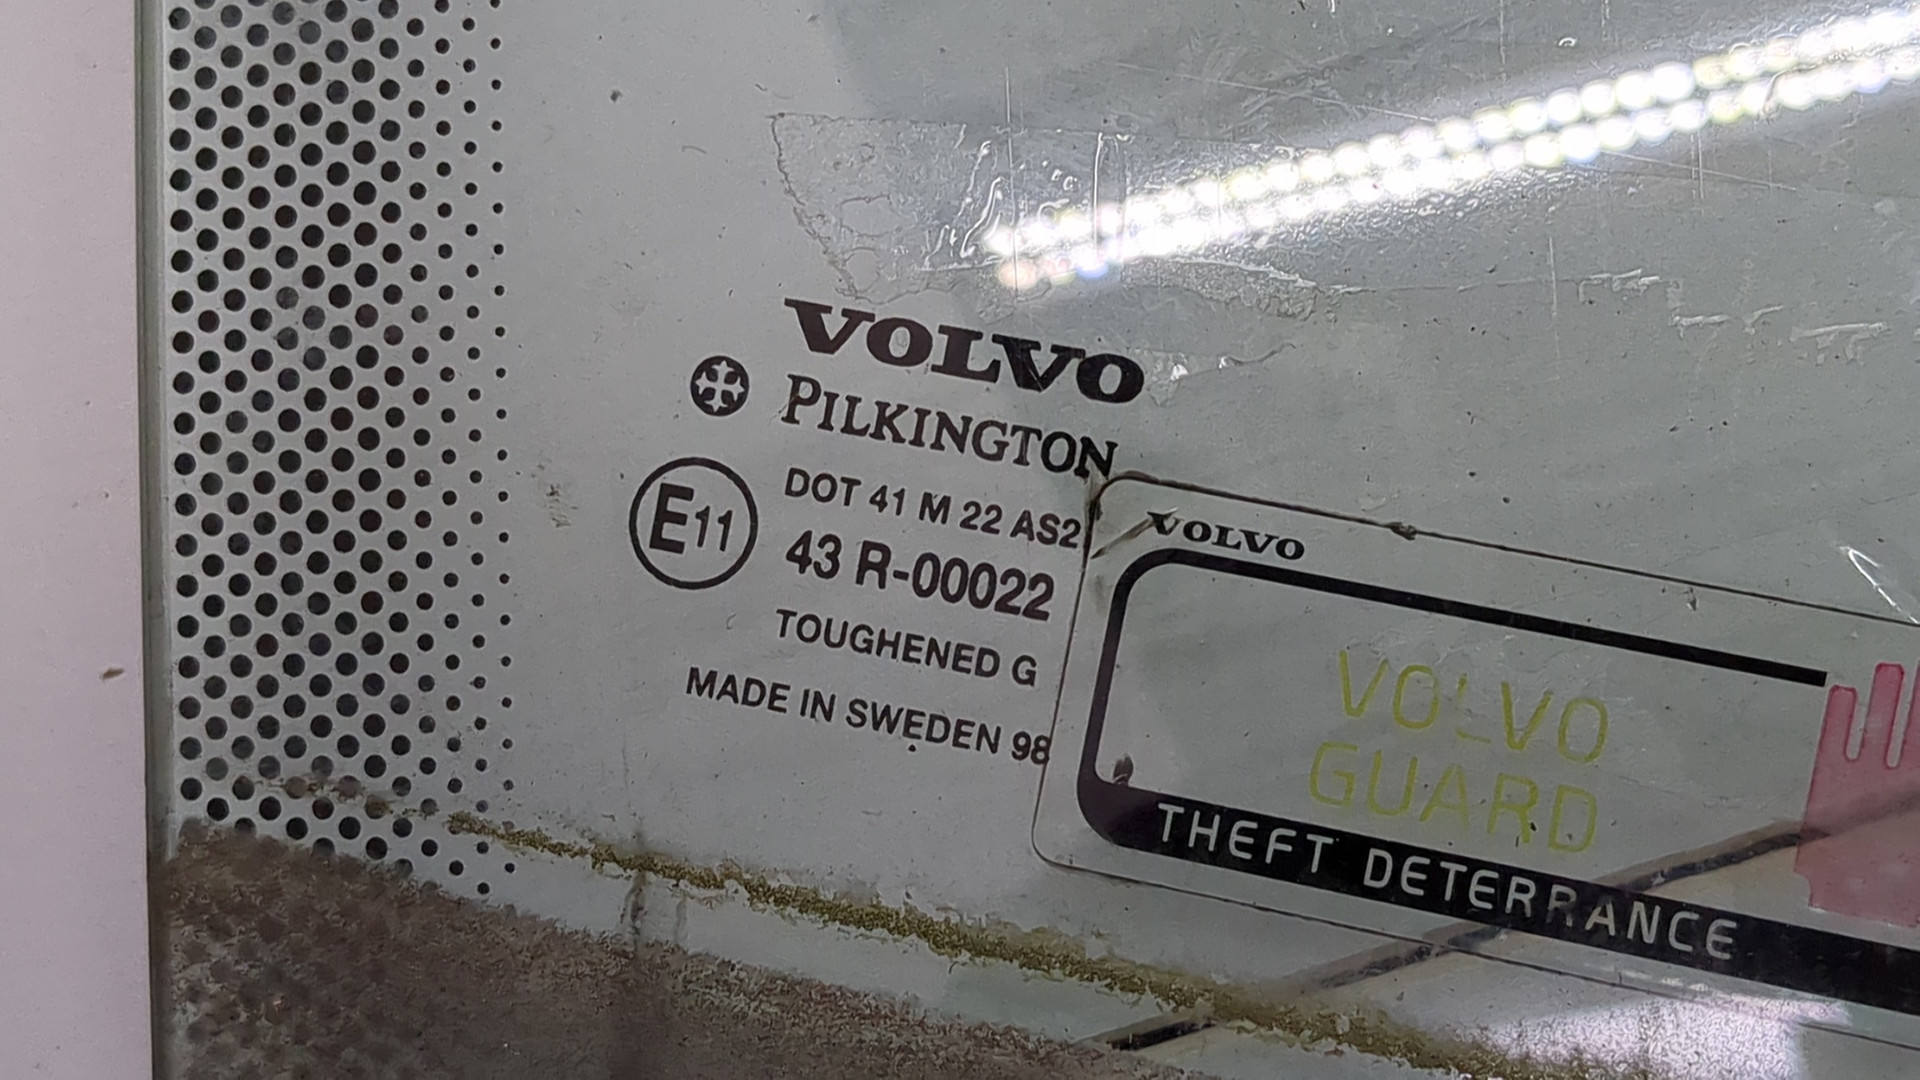 VOLVO
PILKINGTON
E11
DOT 41 M 22 AS2
43 R-00022
TOUGHENED G
MADE IN SWEDEN 98
VOLVO
VOLVO
GUARD
THEFT DETERRANCE